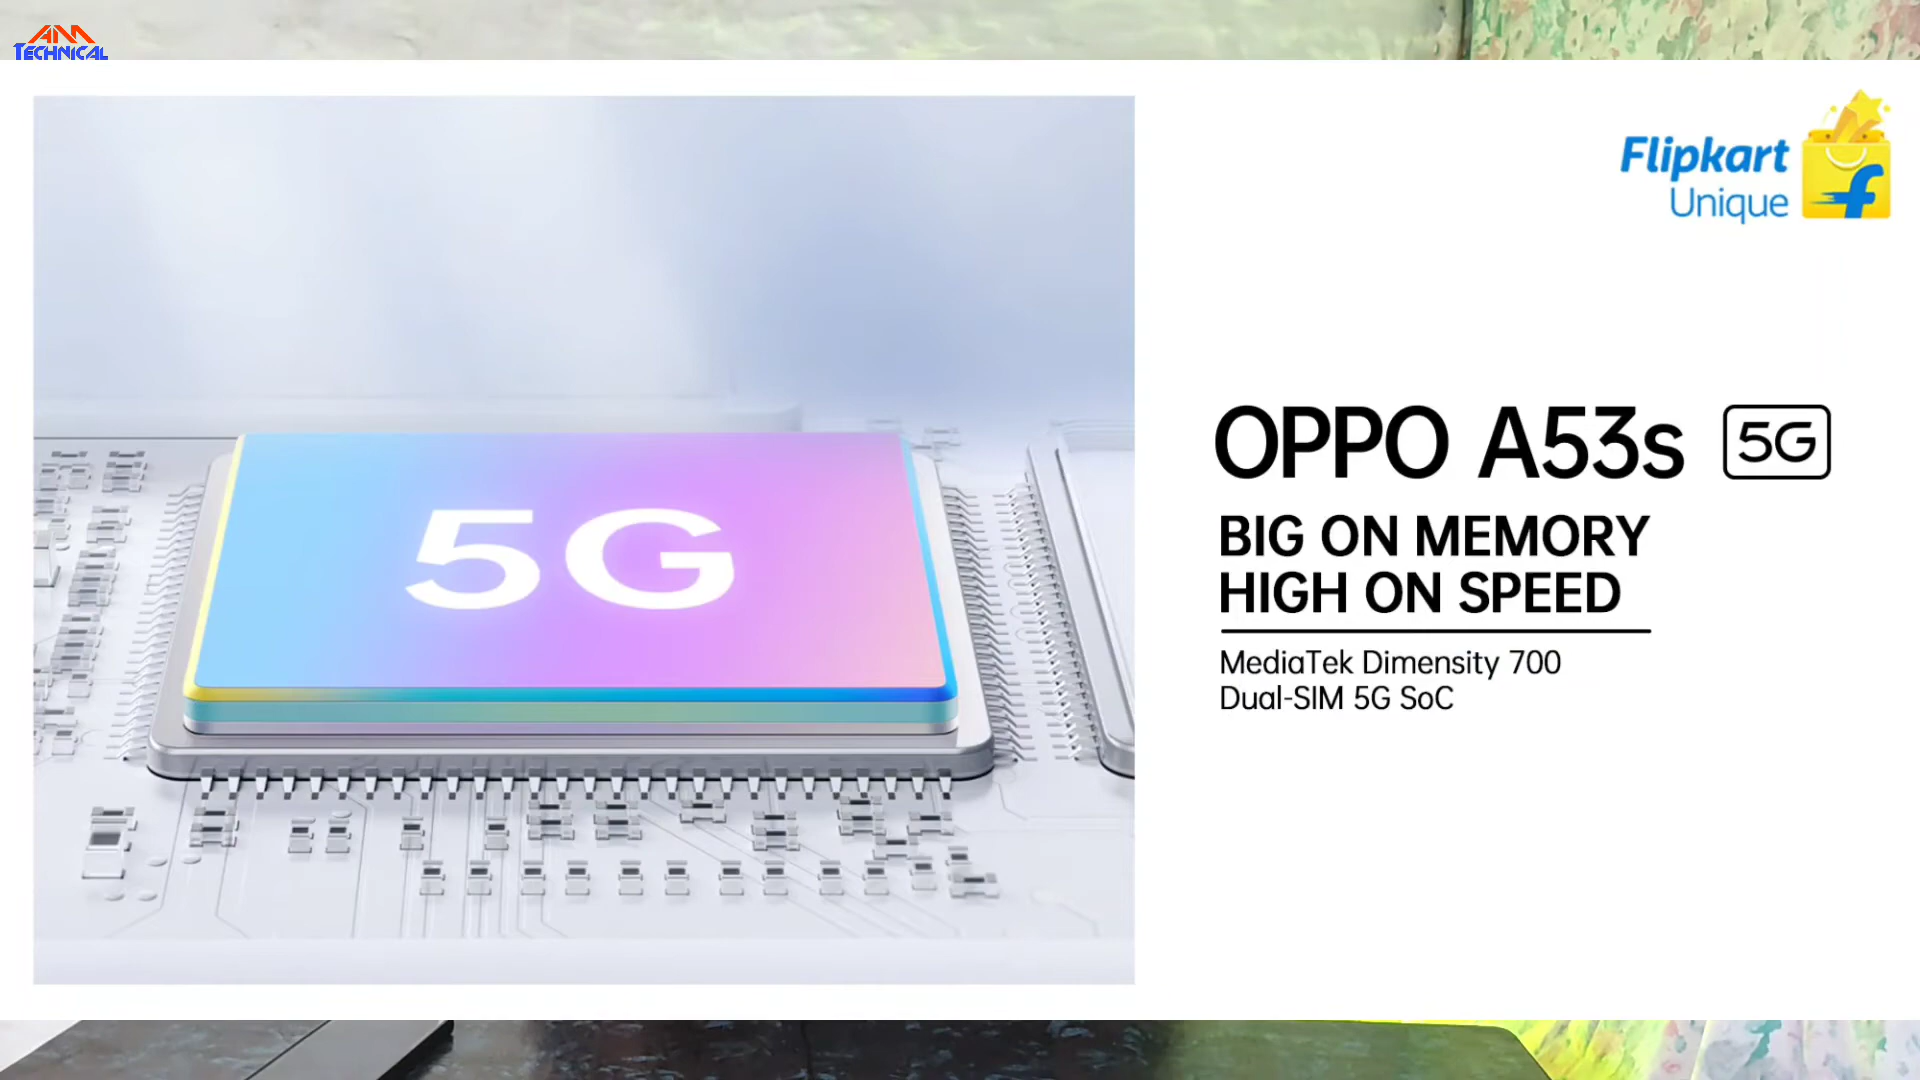 AM
TECHNICAL
Flipkart
Unique
5G
OPPO A53s 5G
BIG ON MEMORY
HIGH ON SPEED
MediaTek Dimensity 700
Dual-SIM 5G SoC